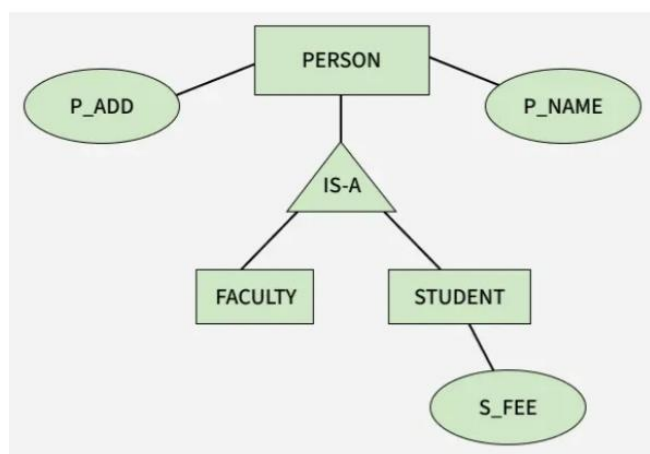 PERSON
P_ADD
P_NAME
IS-A
FACULTY
STUDENT
S_FEE